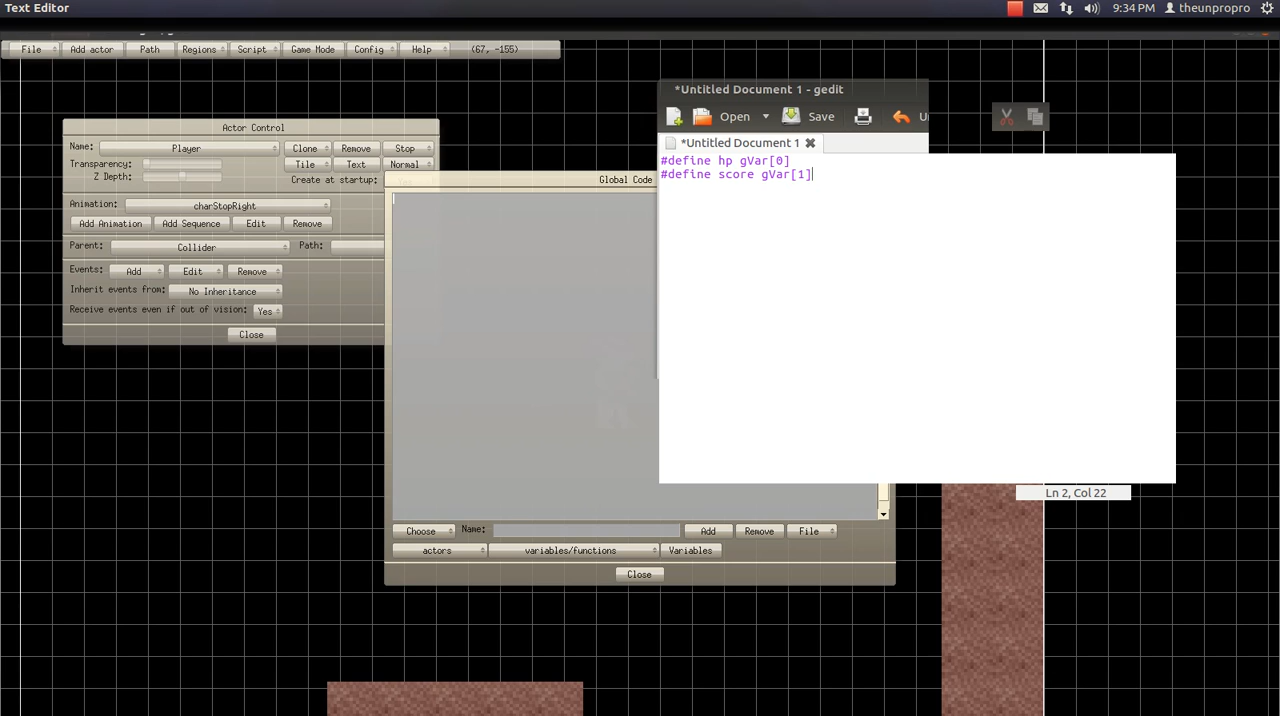 Text Editor
9:34 PM
theunpropro
File
Add actor
Path
Regions
Script
Game Mode
Config
Help
(67, -155)
Actor Control
Name:
Player
Clone
Remove
Stop
Transparency:
Tile
Text
Normal
Z Depth:
Create at startup:
Yes
Animation:
charStopRight
Add Animation
Add Sequence
Edit
Remove
Parent:
Collider
Path:
Events:
Add
Edit
Remove
Inherit events from:
No Inheritance
Receive events even if out of vision:
Yes
Close
Global Code
Choose
Name:
Add
Remove
File
actors
variables/functions
Variables
Close
*Untitled Document 1 - gedit
Open
Save
U
*Untitled Document 1
#define hp gVar[0]
#define score gVar[1]
Ln 2, Col 22